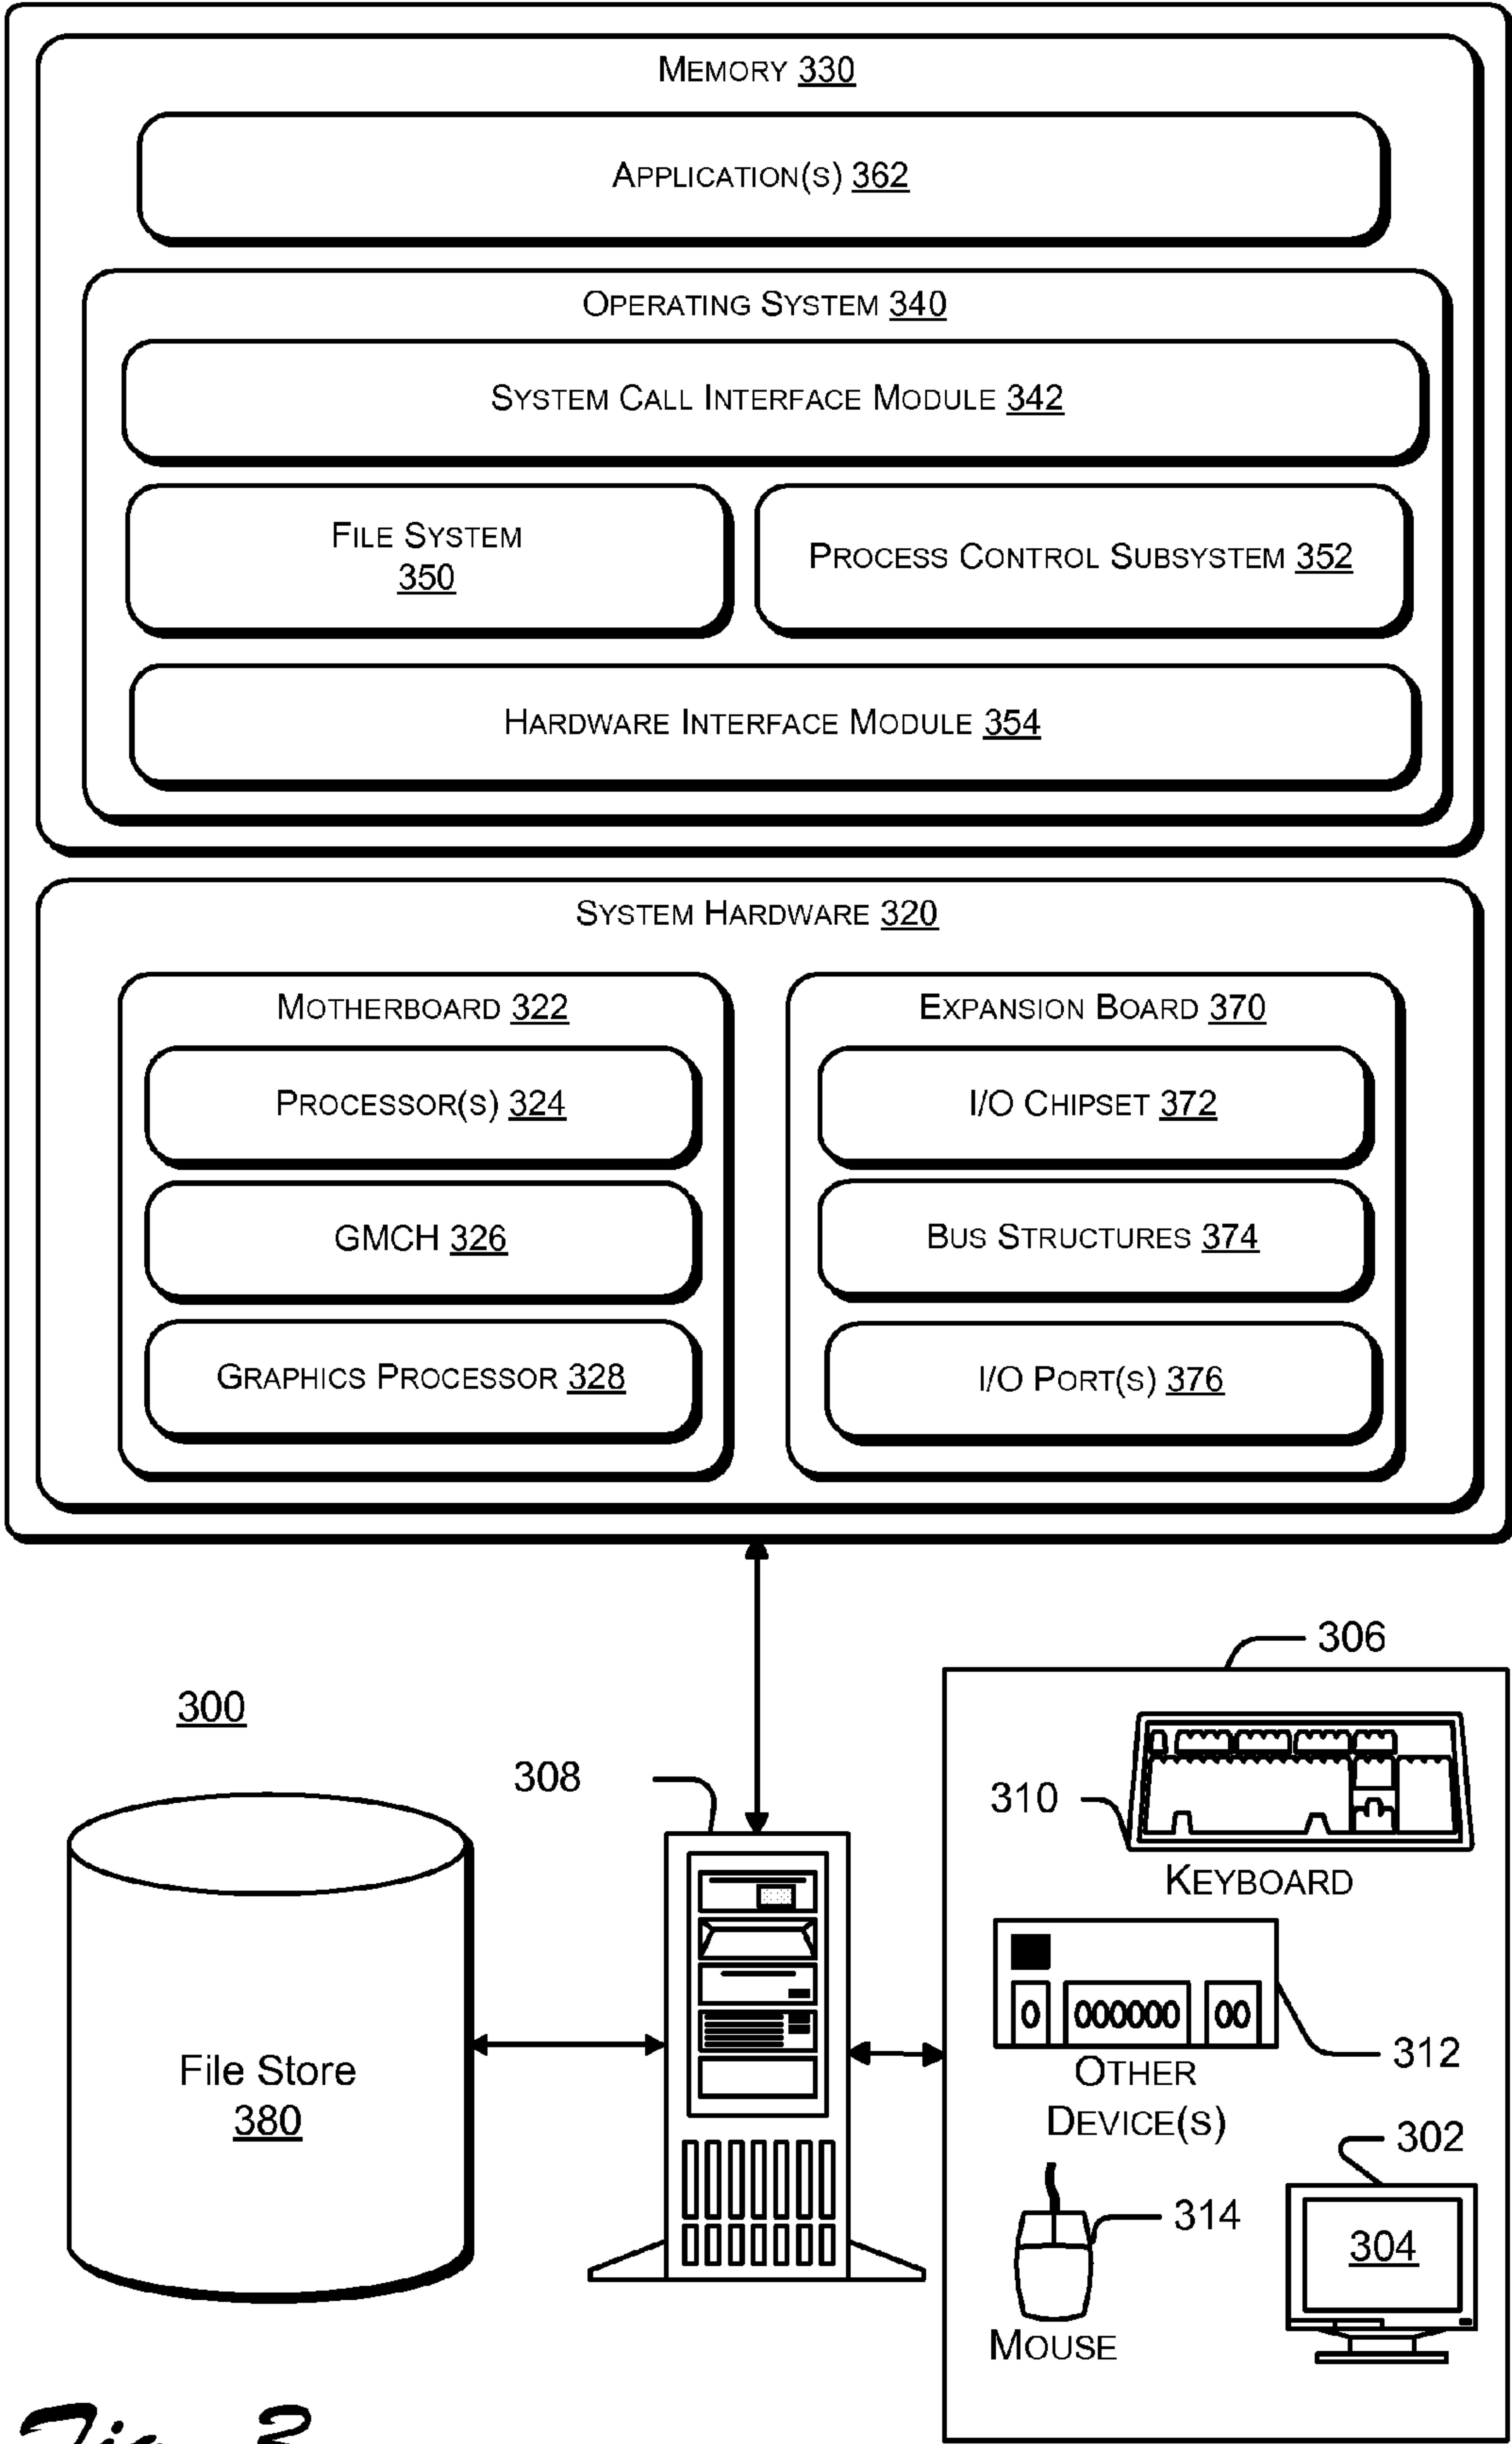 MEMORY 330
APPLICATION(S) 362
OPERATING SYSTEM 340
SYSTEM CALL INTERFACE MODULE 342
FILE SYSTEM
350
PROCESS CONTROL SUBSYSTEM 352
HARDWARE INTERFACE MODULE 354
SYSTEM HARDWARE 320
MOTHERBOARD 322
PROCESSOR(S) 324
GMCH 326
GRAPHICS PROCESSOR 328
EXPANSION BOARD 370
I/O CHIPSET 372
BUS STRUCTURES 374
I/O PORT(S) 376
300
308
File Store
380
306
310
KEYBOARD
312
OTHER
DEVICE(S)
302
314
304
MOUSE
Fig. 3